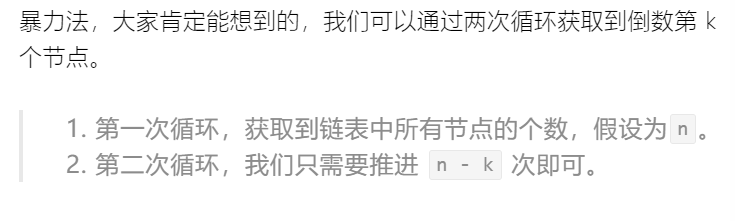 暴力法，大家肯定能想到的，我们可以通过两次循环获取到倒数第 k
个节点。
1. 第一次循环，获取到链表中所有节点的个数，假设为 n 。
2. 第二次循环，我们只需要推进 n - k 次即可。